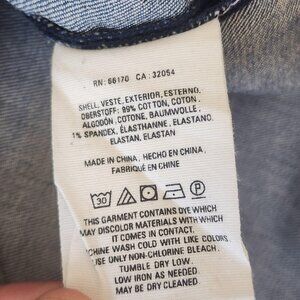 RN: 66170 CA: 32054
SHELL, VESTE, EXTERIOR, ESTERNO,
OBERSTOFF: 99% COTTON, COTON,
ALGODÓN, COTONE, BAUMWOLLE.
1% SPANDEX, ÉLASTHANNE, ELASTANO,
ELASTAN, ELASTAN
MADE IN CHINA, HECHO EN CHINA,
FABRIQUÉ EN CHINA
30 P
THIS GARMENT CONTAINS DYE WHICH
MAY DISCOLOR MATERIALS WITH WHICH
IT COMES IN CONTACT.
CHINE WASH COLD WITH LIKE COLORS
USE ONLY NON-CHLORINE BLEACH.
TUMBLE DRY LOW.
LOW IRON AS NEEDED
MAY BE DRY CLEANED